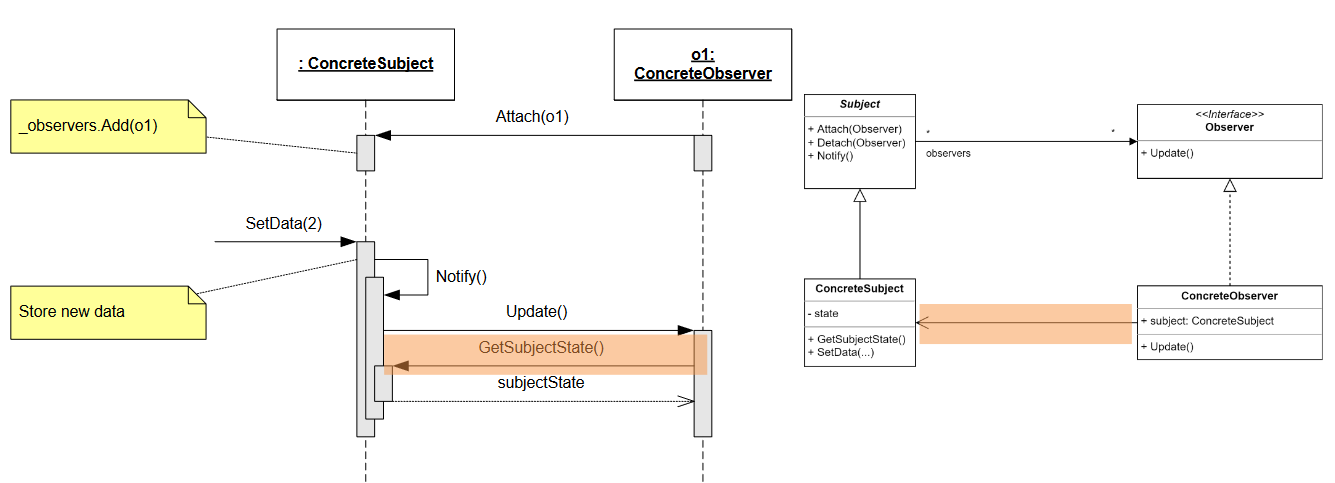 : ConcreteSubject
o1:
ConcreteObserver
_observers.Add(o1)
Attach(o1)
SetData(2)
Notify()
Store new data
Update()
GetSubjectState()
subjectState
Subject
+ Attach(Observer)
+ Detach(Observer)
+ Notify()
*
*
observers
<<Interface>>
Observer
+ Update()
ConcreteSubject
- state
+ GetSubjectState()
+ SetData(...)
ConcreteObserver
+ subject: ConcreteSubject
+ Update()